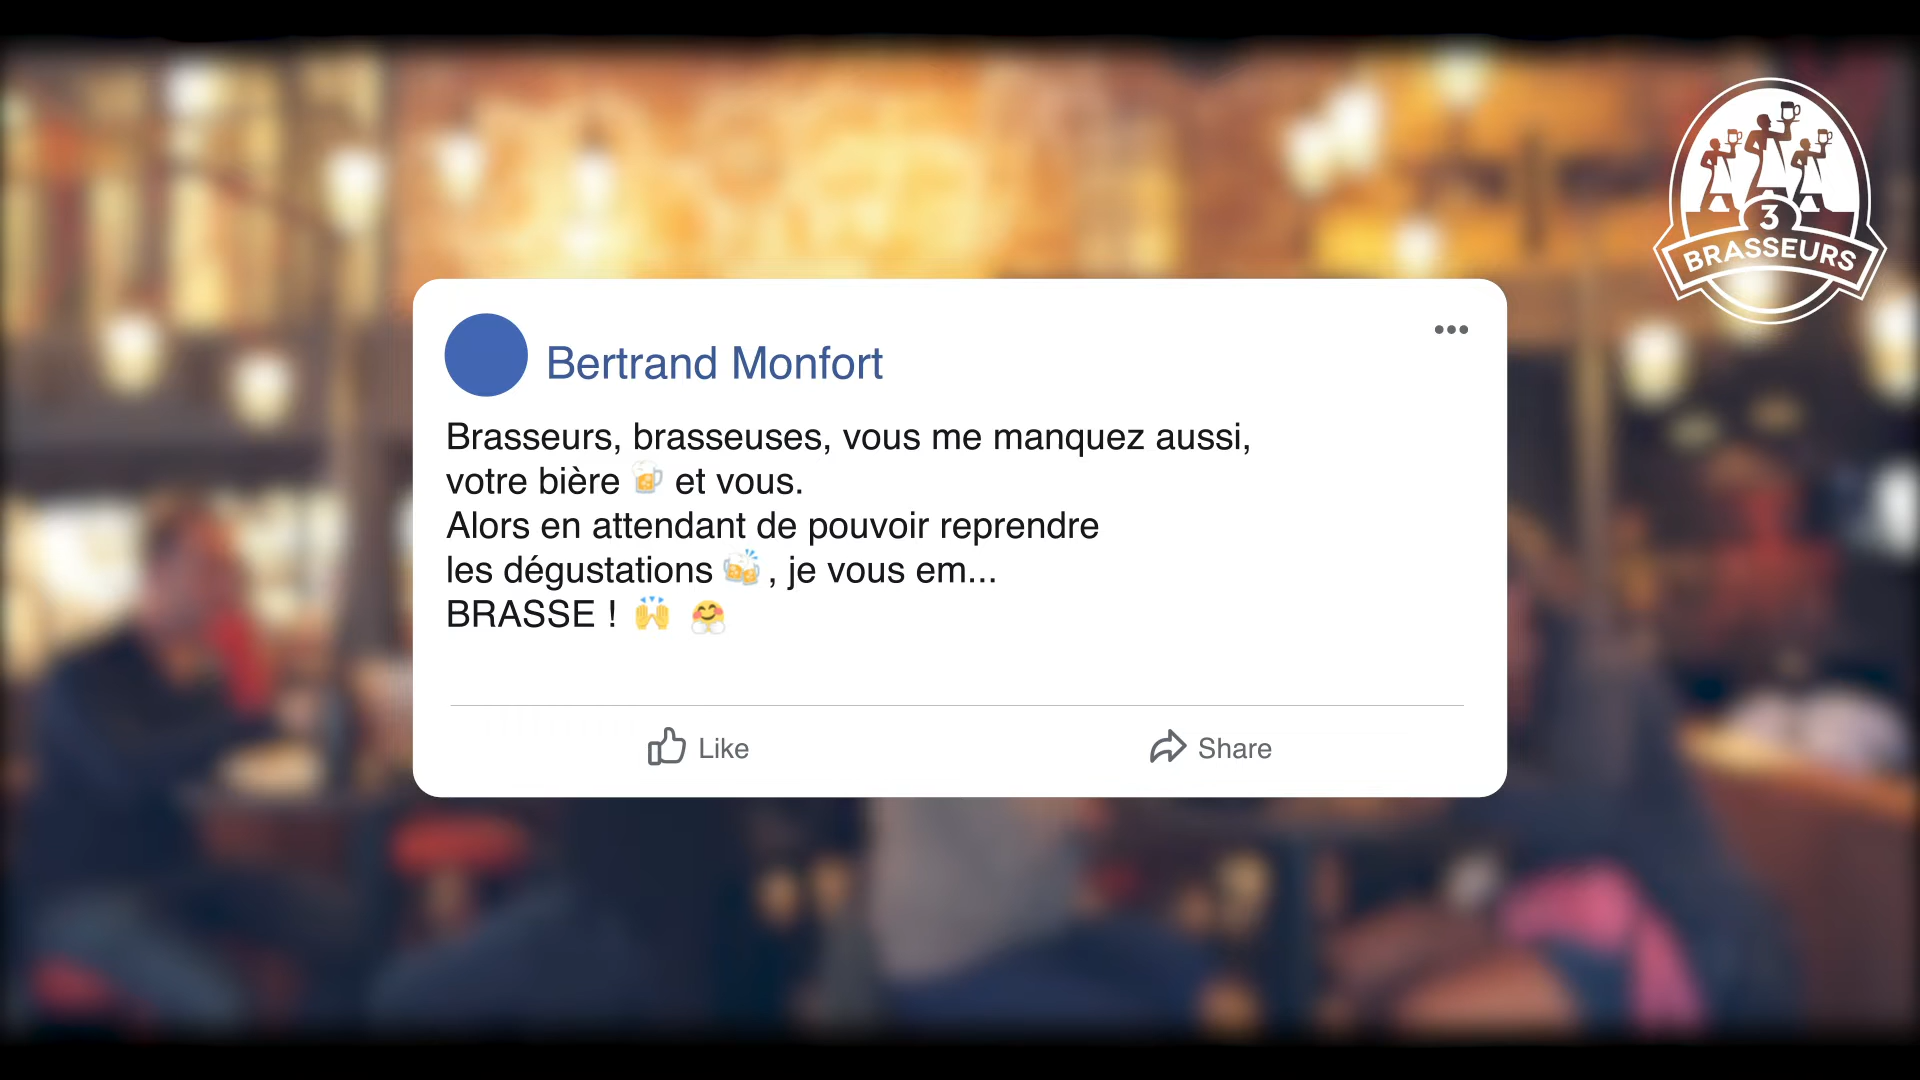 3
BRASSEURS
Bertrand Monfort
Brasseurs, brasseuses, vous me manquez aussi,
votre bière 🍺 et vous.
Alors en attendant de pouvoir reprendre
les dégustations 🍻 , je vous em...
BRASSE ! 🙌 🤗
Like
Share